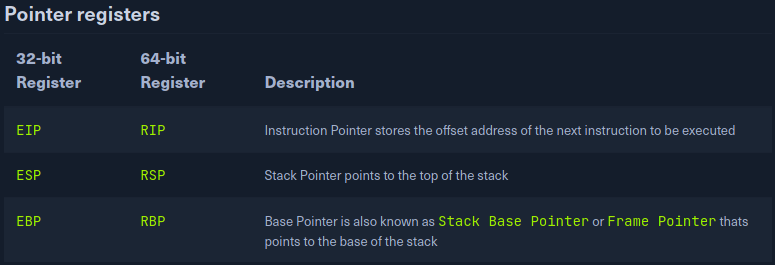 Pointer registers
32-bit Register
64-bit Register
Description
EIP RIP Instruction Pointer stores the offset address of the next instruction to be executed
ESP RSP Stack Pointer points to the top of the stack
EBP RBP Base Pointer is also known as Stack Base Pointer or Frame Pointer thats
points to the base of the stack